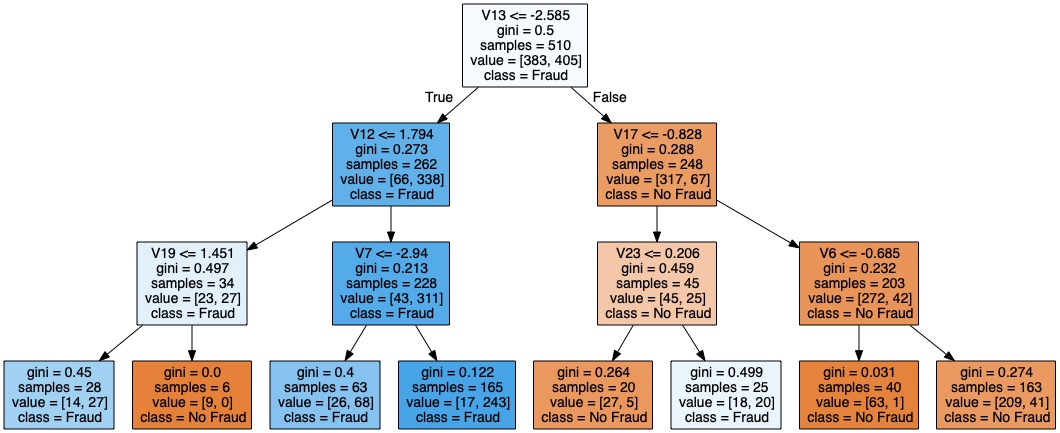 V13 <= -2.585
gini = 0.5
samples = 510
value = [383, 405]
class = Fraud
True
False
V12 <= 1.794
gini = 0.273
samples = 262
value = [66, 338]
class = Fraud
V17 <= -0.828
gini = 0.288
samples = 248
value = [317, 67]
class = No Fraud
V19 <= 1.451
gini = 0.497
samples = 34
value = [23, 27]
class = Fraud
V7 <= -2.94
gini = 0.213
samples = 228
value = [43, 311]
class = Fraud
V23 <= 0.206
gini = 0.459
samples = 45
value = [45, 25]
class = No Fraud
V6 <= -0.685
gini = 0.232
samples = 203
value = [272, 42]
class = No Fraud
gini = 0.45
samples = 28
value = [14, 27]
class = Fraud
gini = 0.0
samples = 6
value = [9, 0]
class = No Fraud
gini = 0.4
samples = 63
value = [26, 68]
class = Fraud
gini = 0.122
samples = 165
value = [17, 243]
class = Fraud
gini = 0.264
samples = 20
value = [27, 5]
class = No Fraud
gini = 0.499
samples = 25
value = [18, 20]
class = Fraud
gini = 0.031
samples = 40
value = [63, 1]
class = No Fraud
gini = 0.274
samples = 163
value = [209, 41]
class = No Fraud